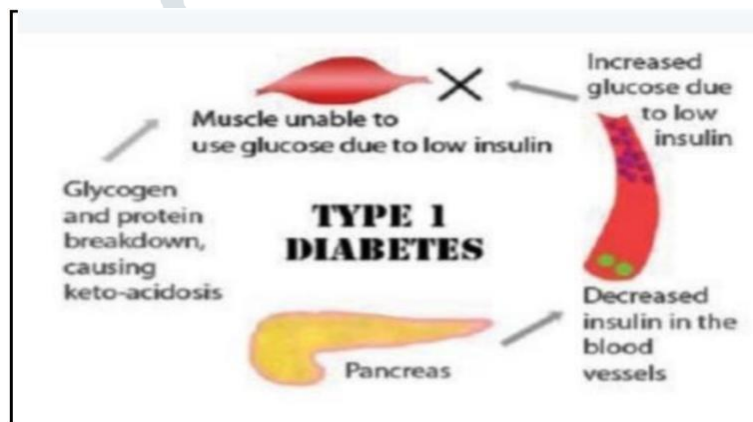 Increased
glucose due
to low
insulin
Muscle unable to
use glucose due to low insulin
Glycogen
and protein
breakdown,
causing
keto-acidosis
TYPE 1
DIABETES
Pancreas
Decreased
insulin in the
blood
vessels